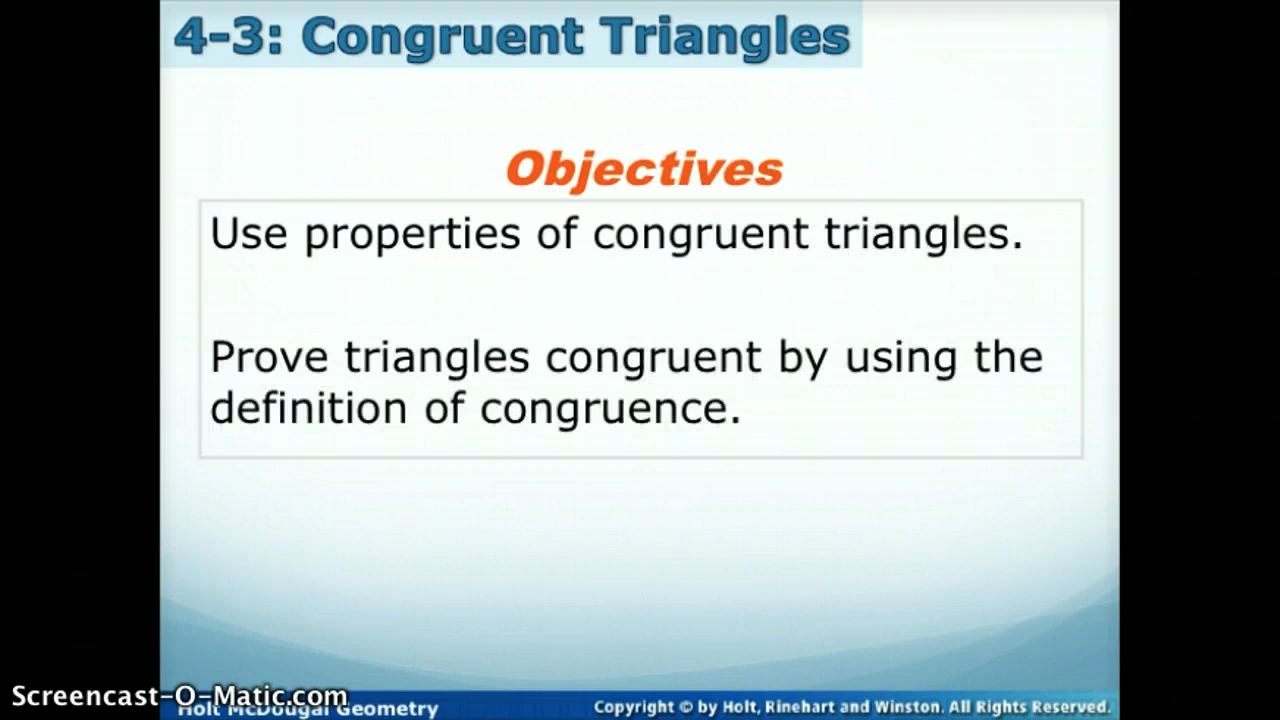 4-3: Congruent Triangles
Objectives
Use properties of congruent triangles.
Prove triangles congruent by using the
definition of congruence.
Screencast-O-Matic.com
Holt McDougal Geometry
Copyright © by Holt, Rinehart and Winston. All Rights Reserved.